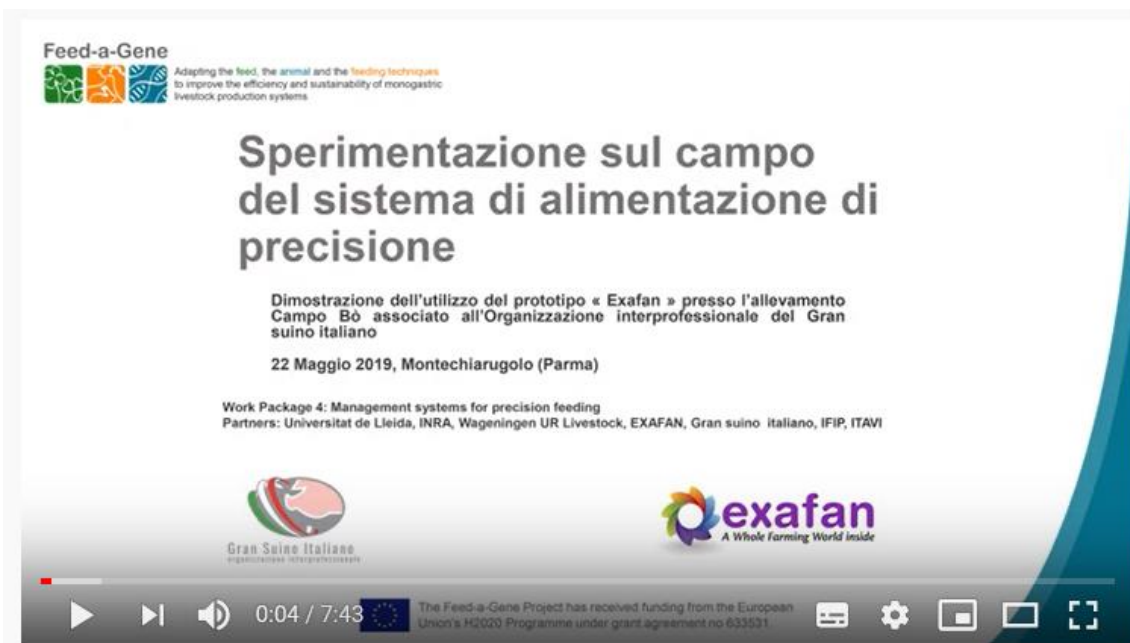 Feed-a-Gene
Adapting the feed, the animal and the feeding techniques
to improve the efficiency and sustainability of monogastric
livestock production systems
Sperimentazione sul campo
del sistema di alimentazione di
precisione
Dimostrazione dell'utilizzo del prototipo « Exafan » presso l'allevamento
Campo Bò associato all'Organizzazione interprofessionale del Gran
suino italiano
22 Maggio 2019, Montechiarugolo (Parma)
Work Package 4: Management systems for precision feeding
Partners: Universitat de Lleida, INRA, Wageningen UR Livestock, EXAFAN, Gran suino italiano, IFIP, ITAVI
Gran Suino Italiano
organizzazione interprofessionale
exafan
A Whole Farming World inside
0:04 / 7:43
The Feed-a-Gene Project has received funding from the European
Union's H2020 Programme under grant agreement no 633531.